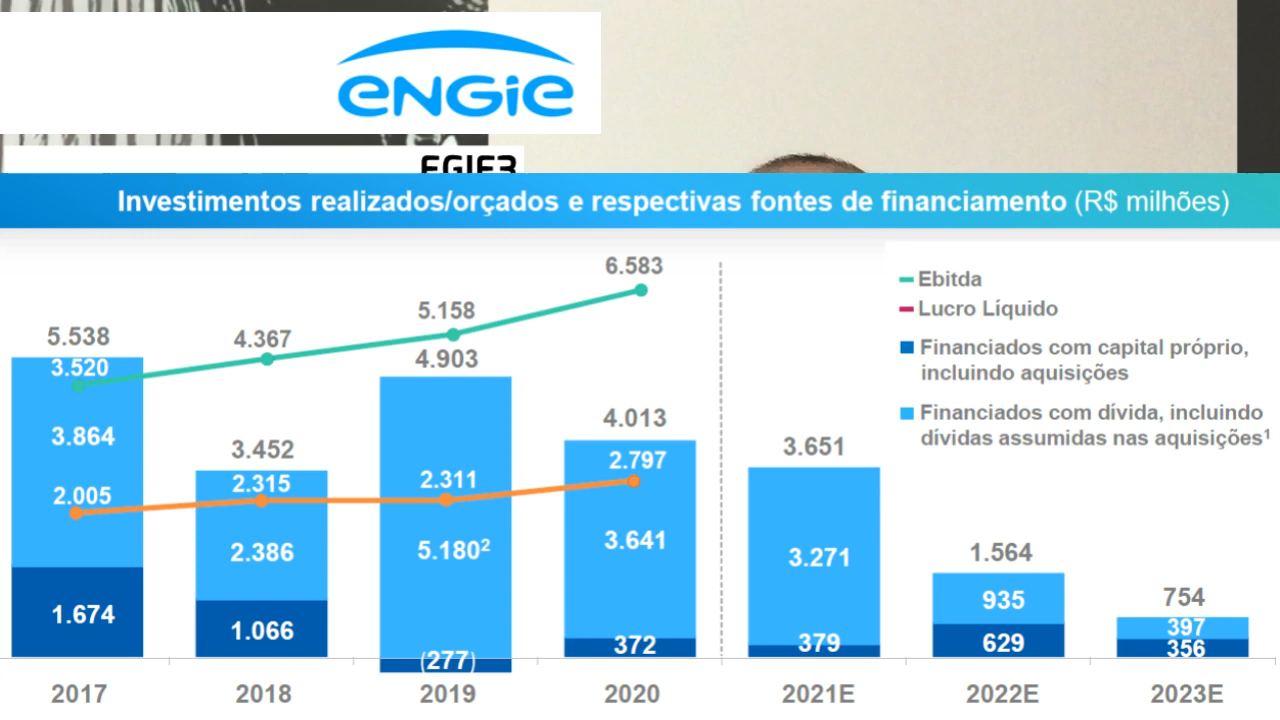 ENGIE
EGIE3
Investimentos realizados/orçados e respectivas fontes de financiamento (R$ milhões)
6.583
5.158
5.538
4.367
3.520
4.903
4.013
3.864
3.452
3.651
2.005
2.315
2.311
2.797
2.386
5.180²
3.641
3.271
1.564
935
754
397
1.674
1.066
(277)
372
379
629
356
Ebitda
Lucro Líquido
Financiados com capital próprio,
incluindo aquisições
Financiados com dívida, incluindo
dívidas assumidas nas aquisições¹
2017 2018 2019 2020 2021E 2022E 2023E